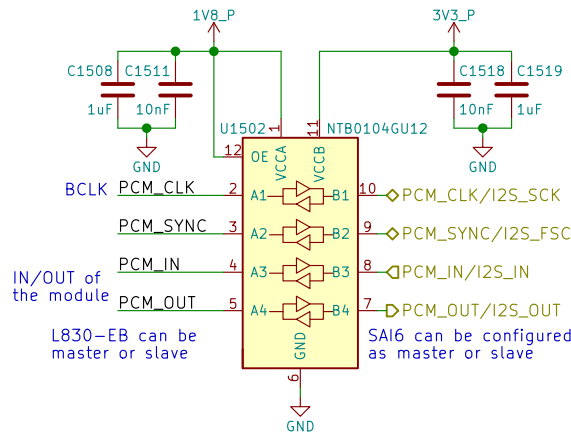 1V8_P
3V3_P
C1508
C1511
1uF
10nF
GND
C1518
C1519
10nF
1uF
GND
U1502
NTB0104GU12
1
11
12
OE
VCCA
VCCB
BCLK
PCM_CLK
2
A1
B1
10
PCM_CLK/I2S_SCK
PCM_SYNC
3
A2
B2
9
PCM_SYNC/I2S_FSC
IN/OUT of
the module
PCM_IN
4
A3
B3
8
PCM_IN/I2S_IN
PCM_OUT
5
A4
B4
7
PCM_OUT/I2S_OUT
L830-EB can be
master or slave
GND
6
SAI6 can be configured
as master or slave
GND